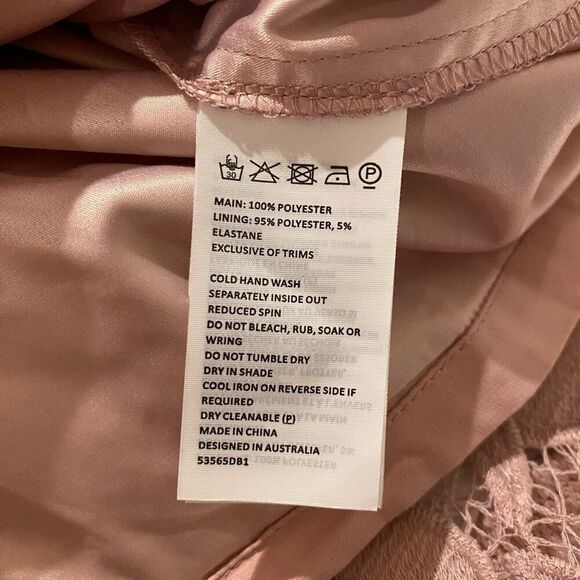 30 P
MAIN: 100% POLYESTER
LINING: 95% POLYESTER, 5%
ELASTANE
EXCLUSIVE OF TRIMS
COLD HAND WASH
SEPARATELY INSIDE OUT
REDUCED SPIN
DO NOT BLEACH, RUB, SOAK OR
WRING
DO NOT TUMBLE DRY
DRY IN SHADE
COOL IRON ON REVERSE SIDE IF
REQUIRED
DRY CLEANABLE (P)
MADE IN CHINA
DESIGNED IN AUSTRALIA
53565DB1